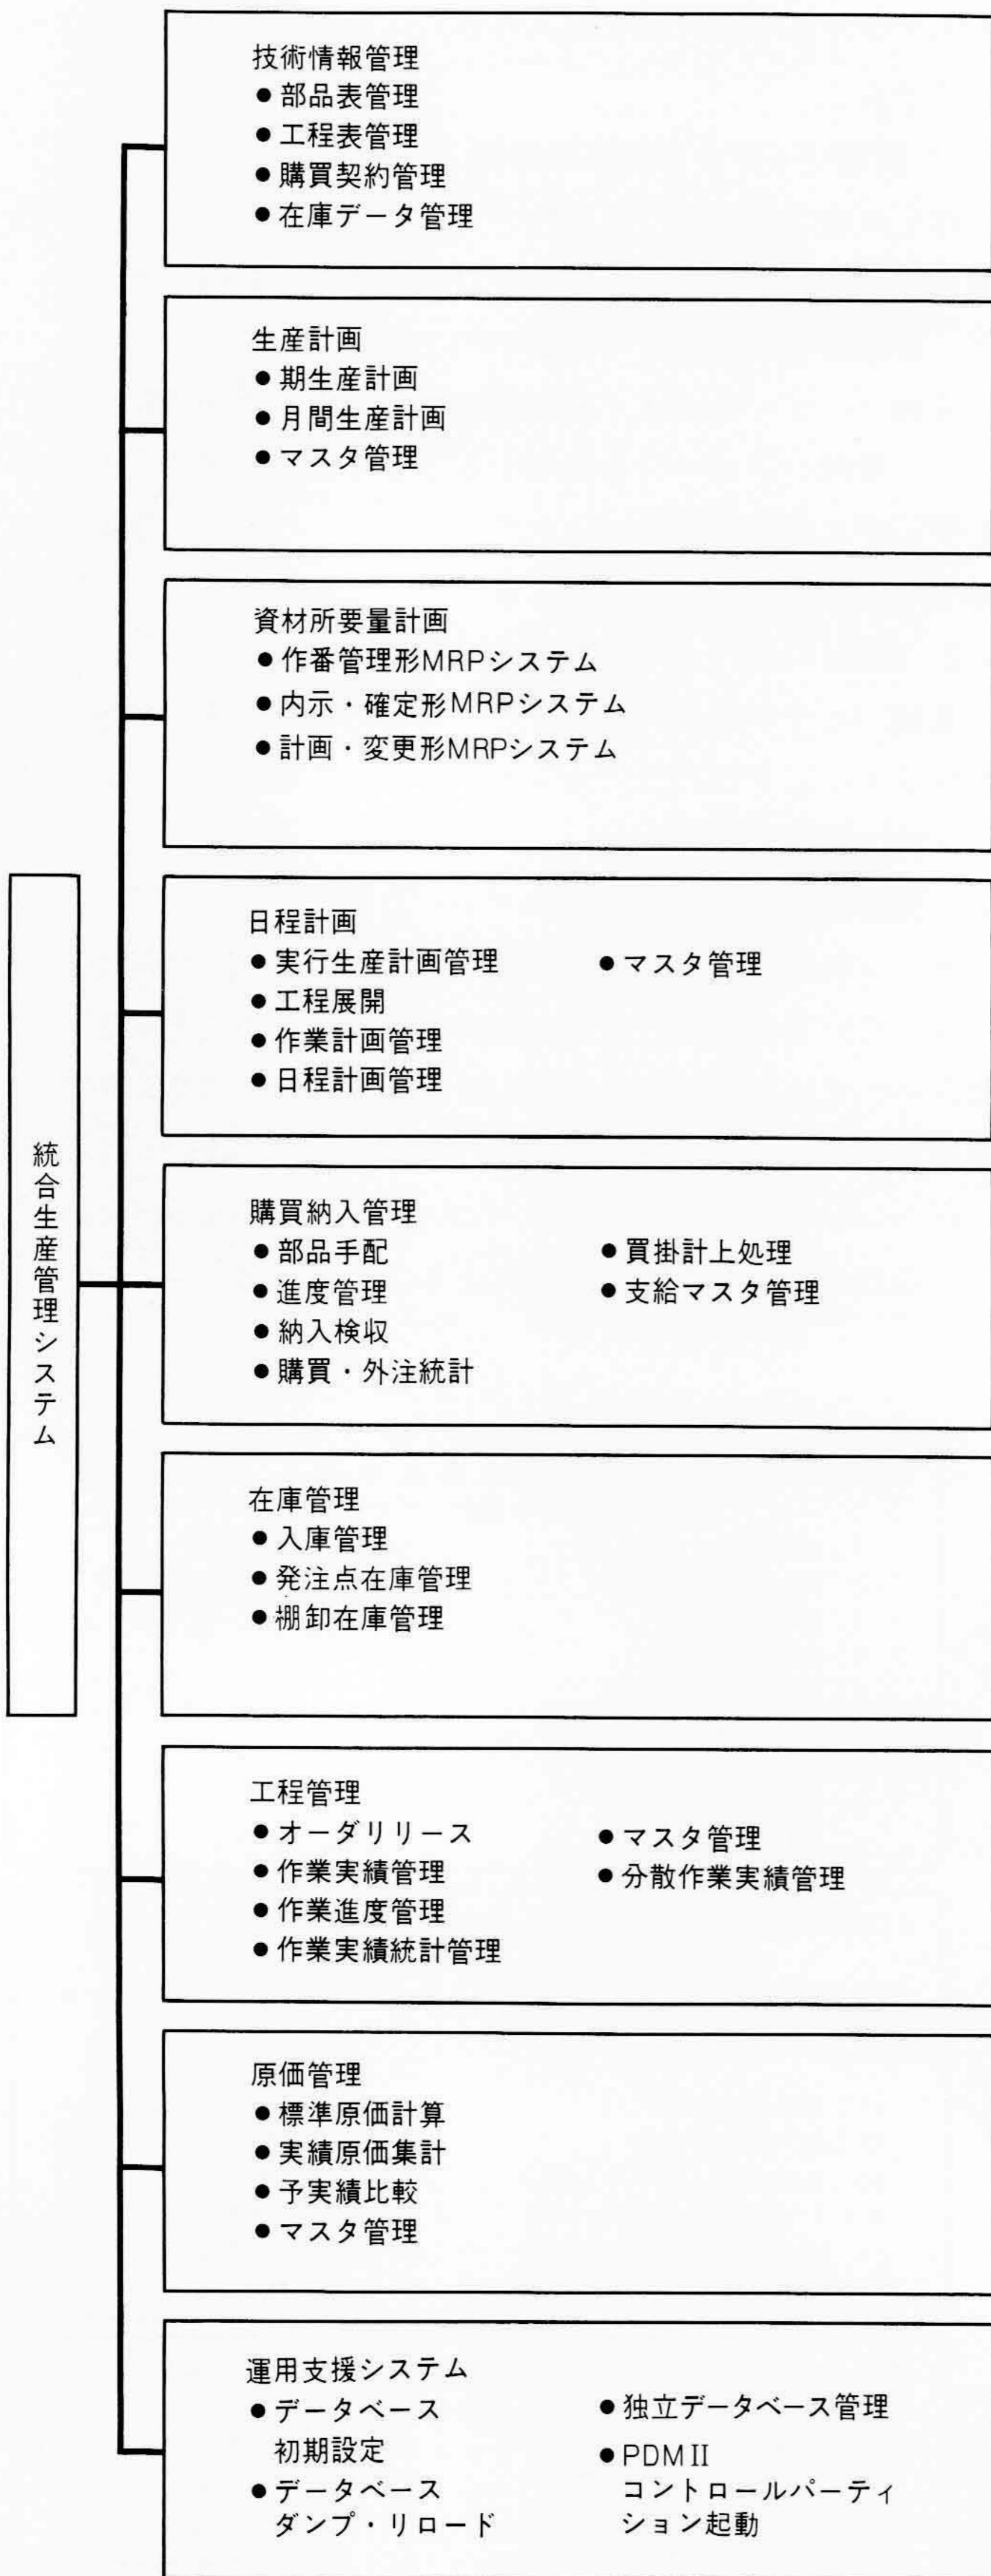 技術情報管理
●部品表管理
●工程表管理
●購買契約管理
●在庫データ管理
生産計画
●期生産計画
●月間生産計画
●マスタ管理
資材所要量計画
●作番管理形MRPシステム
●内示・確定形MRPシステム
●計画・変更形MRPシステム
統合生産管理システム
日程計画
●実行生産計画管理
●工程展開
●作業計画管理
●日程計画管理
●マスタ管理
購買納入管理
●部品手配
●進度管理
●納入検収
●購買・外注統計
●買掛計上処理
●支給マスタ管理
在庫管理
●入庫管理
●発注点在庫管理
●棚卸在庫管理
工程管理
●オーダリリース
●作業実績管理
●作業進度管理
●作業実績統計管理
●マスタ管理
●分散作業実績管理
原価管理
●標準原価計算
●実績原価集計
●予実績比較
●マスタ管理
運用支援システム
●データベース
初期設定
●データベース
ダンプ・リロード
●独立データベース管理
●PDMII
コントロールパーティ
ション起動